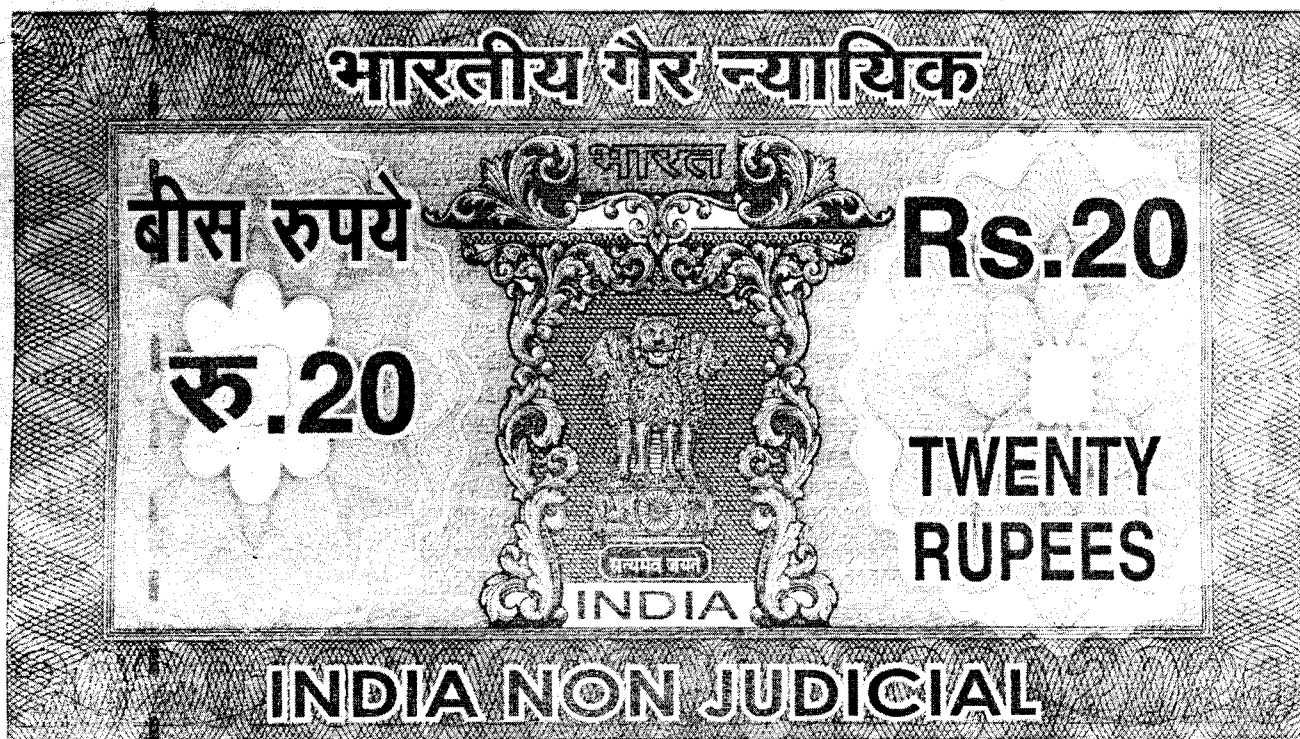 भारतीय गैर न्यायिक
भारत
बीस रुपये
Rs.20
रु.20
TWENTY
RUPEES
सत्यमेव जयते
INDIA
INDIA NON JUDICIAL